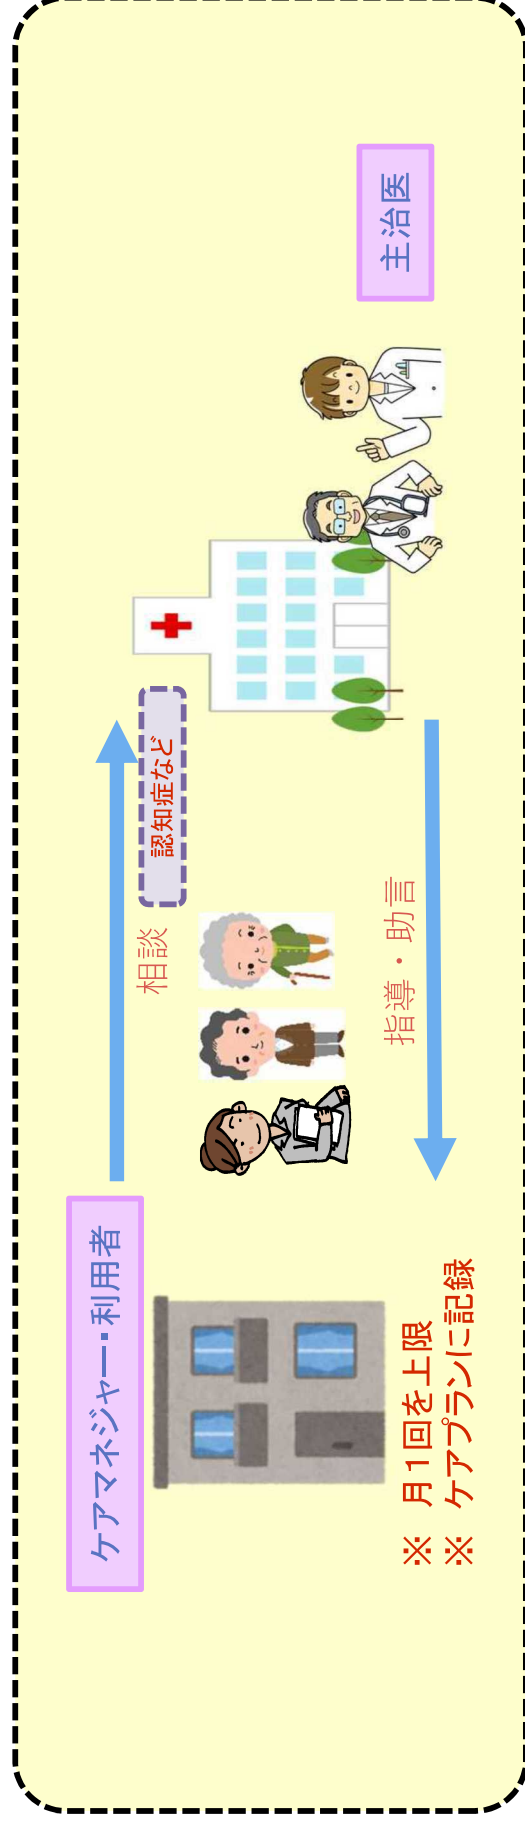 ケアマネジャー・利用者
相談
認知症など
主治医
指導・助言
※ 月1回を上限
※ ケアプランに記録